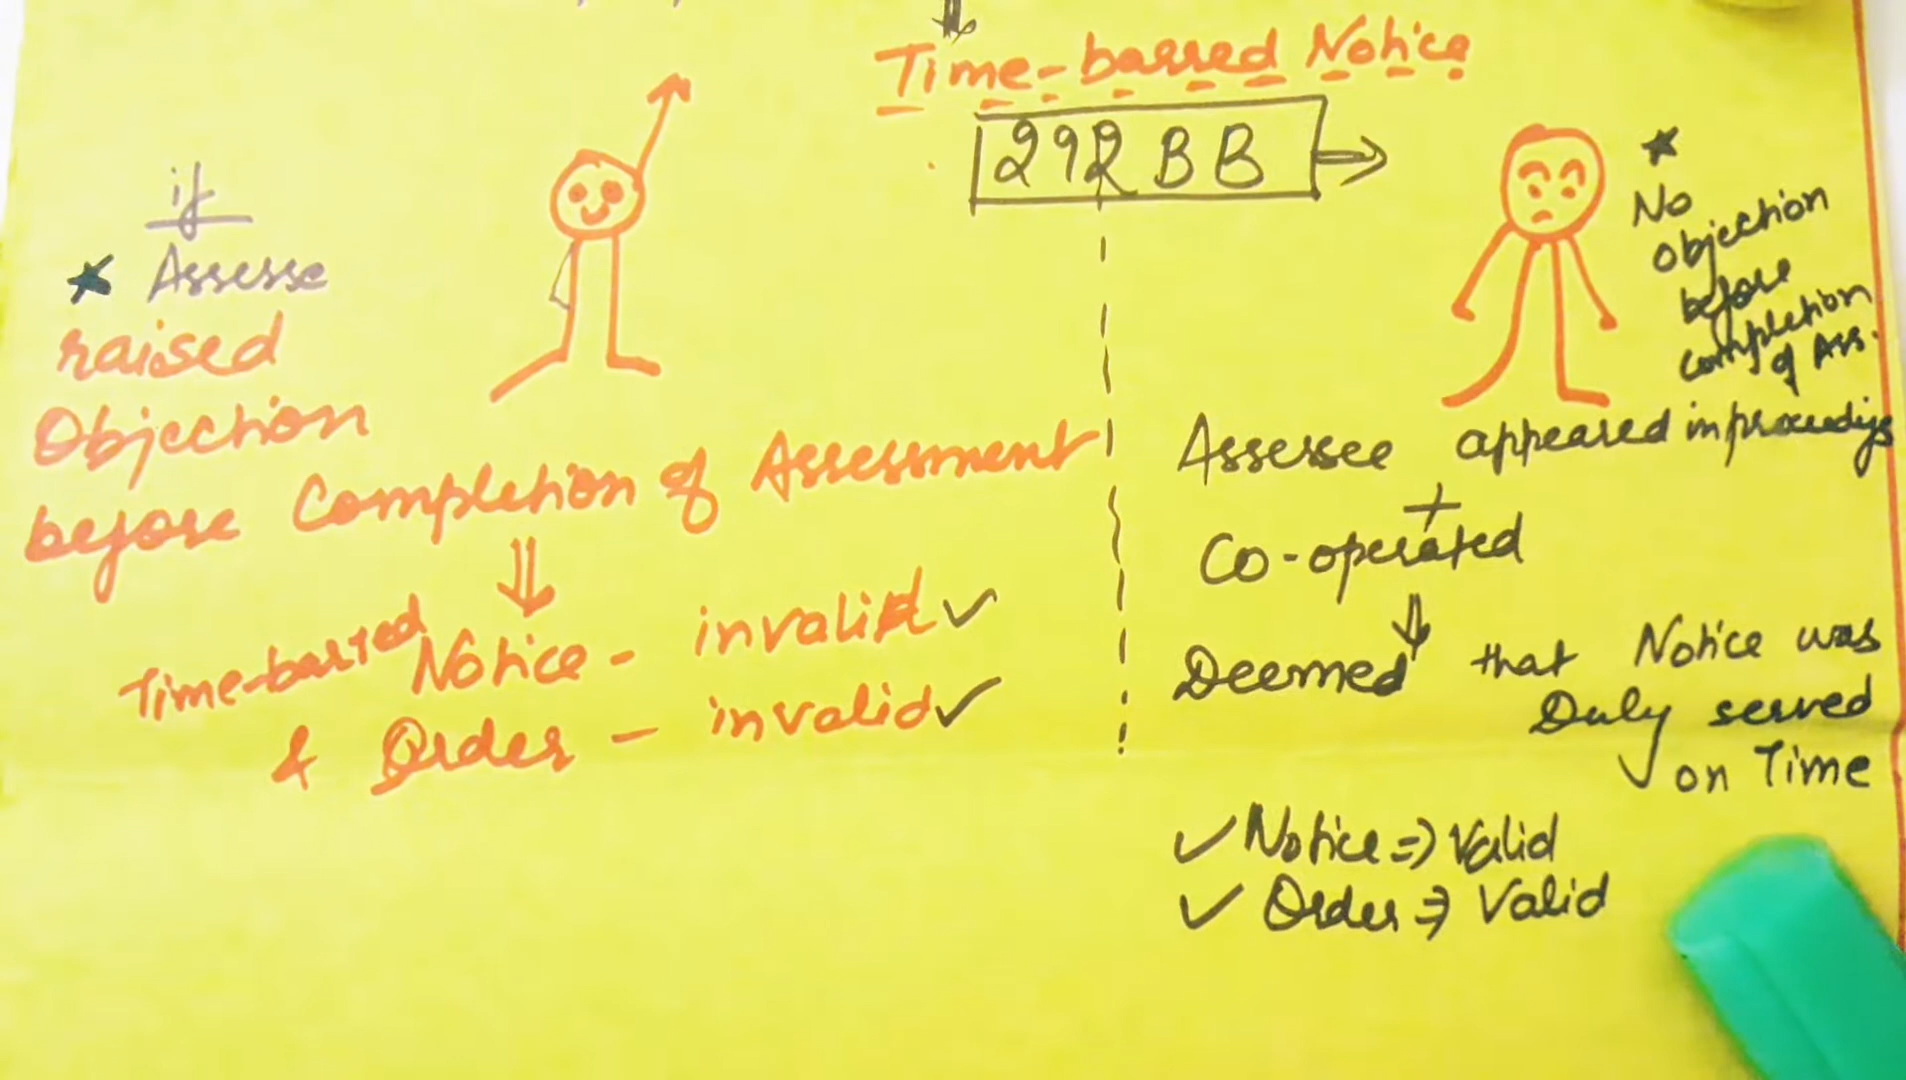 Time-barred Notice
292BB
if
Assesse
raised
Objection
before Completion of Assessment
Time-barred Notice - invalid
& Order - invalid
No
objection
before
completion
of Ass.
Assessee appeared in proceedigs
+
Co-operated
Deemed that Notice was
Duly served
on Time
Notice => Valid
Order => Valid